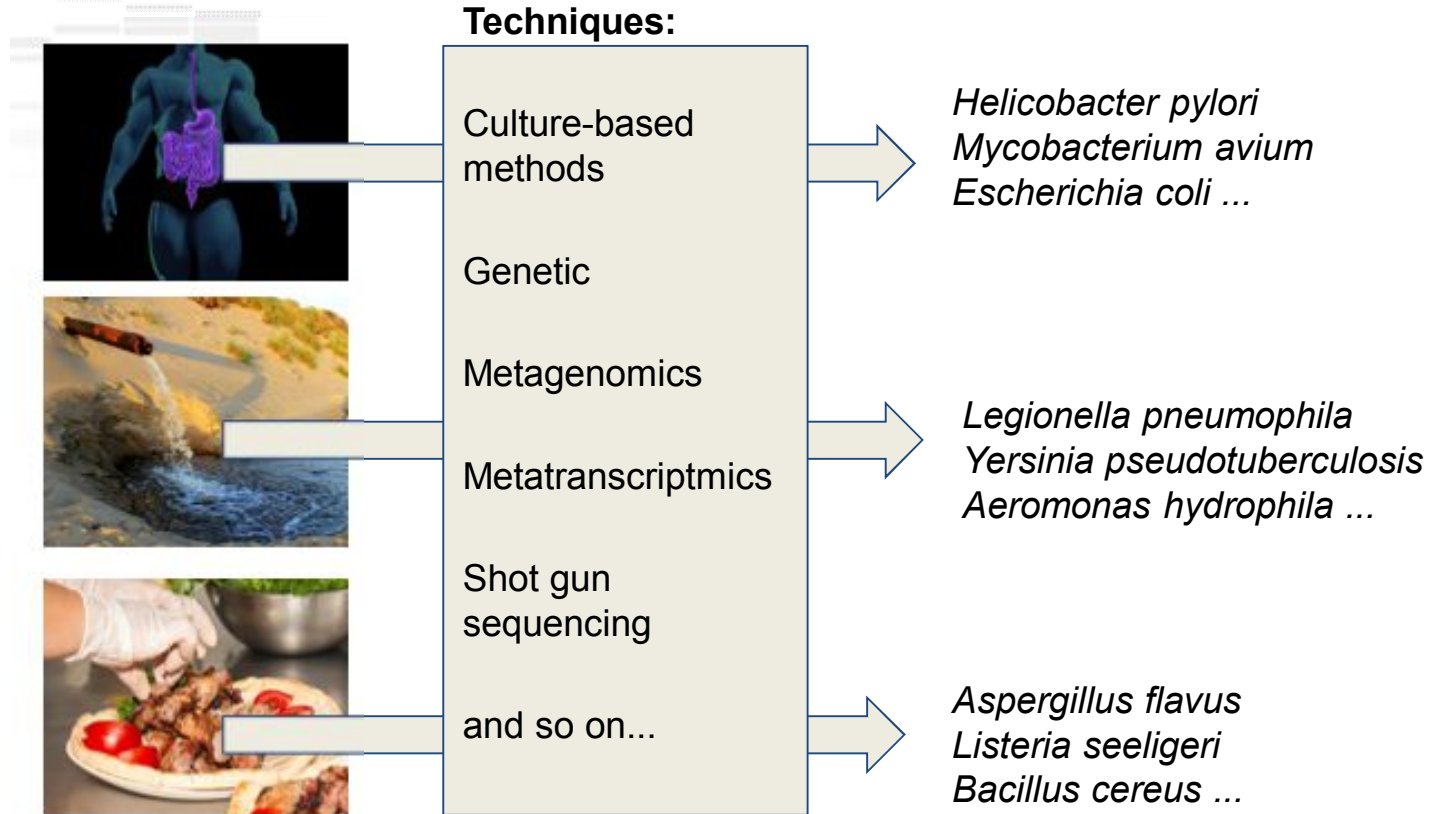 Techniques:
Culture-based
methods
Genetic
Metagenomics
Metatranscriptmics
Shot gun
sequencing
and so on...
Helicobacter pylori
Mycobacterium avium
Escherichia coli ...
Legionella pneumophila
Yersinia pseudotuberculosis
Aeromonas hydrophila ...
Aspergillus flavus
Listeria seeligeri
Bacillus cereus ...